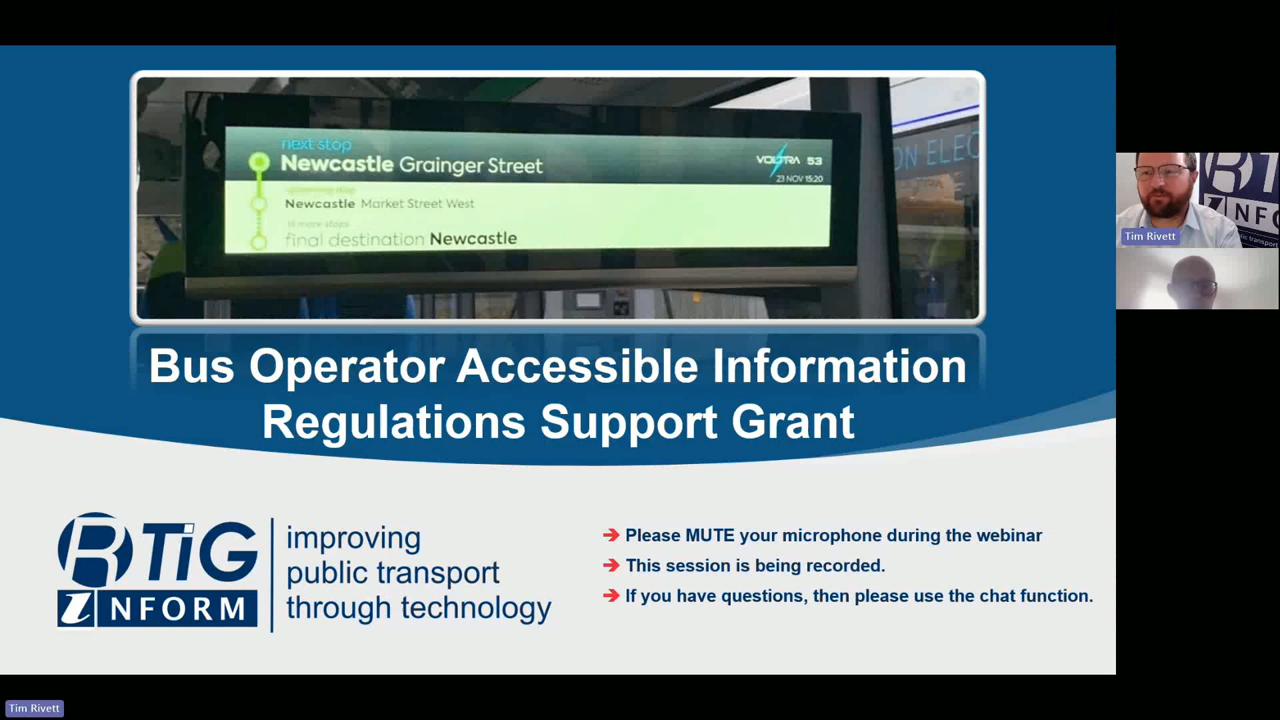 next stop
Newcastle Grainger Street
VOLTRA 53
23 NOV 15:20
Newcastle Market Street West
final destination Newcastle
ON ELEC
Bus Operator Accessible Information
Regulations Support Grant
RTiG
iNFORM
improving
public transport
through technology
➔ Please MUTE your microphone during the webinar
➔ This session is being recorded.
➔ If you have questions, then please use the chat function.
Tim Rivett
Tim Rivett